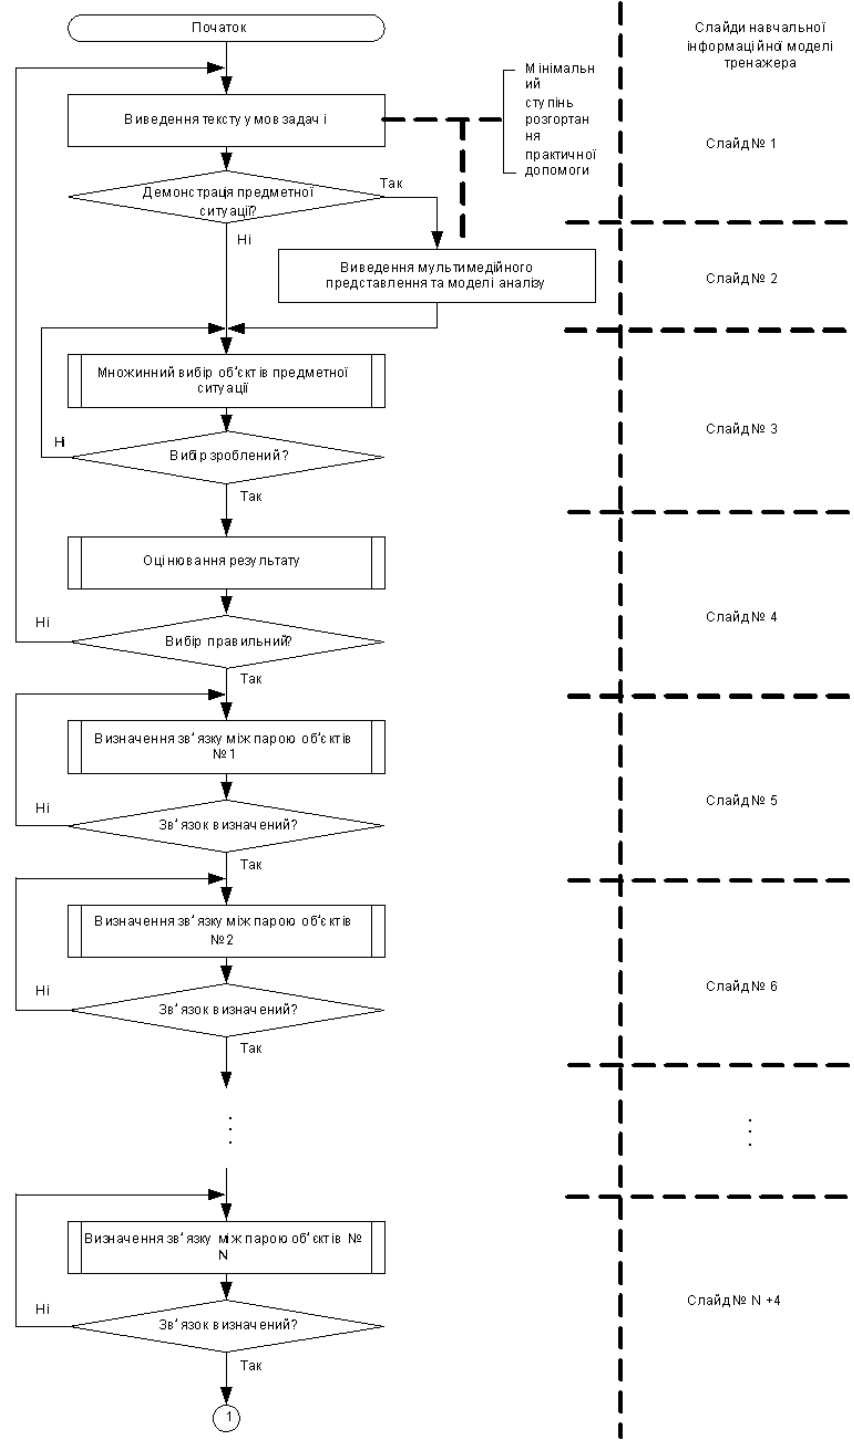 Початок
Слайди навчальної
інформаційної моделі
тренажера
Мінімальн
ий
ступінь
розгортан
ня
практичної
допомоги
Виведення тексту умов задачі
Слайд № 1
Демонстрація предметної
ситуації?
Так
Ні
Виведення мультимедійного
представлення та моделі аналізу
Слайд № 2
Множинний вибір об'єктів предметної
ситуації
Слайд № 3
Ні
Вибір зроблений?
Так
Оцінювання результату
Слайд № 4
Ні
Вибір правильний?
Так
Визначення зв'язку між парою об'єктів
№1
Слайд № 5
Ні
Зв'язок визначений?
Так
Визначення зв'язку між парою об'єктів
№2
Слайд № 6
Ні
Зв'язок визначений?
Так
Визначення зв'язку між парою об'єктів №
N
Слайд № N +4
Ні
Зв'язок визначений?
Так
1